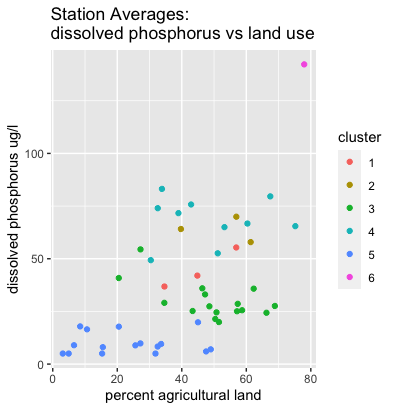 Station Averages:
dissolved phosphorus vs land use
dissolved phosphorus ug/l
100
50
0
0 20 40 60 80
percent agricultural land
cluster
1
2
3
4
5
6